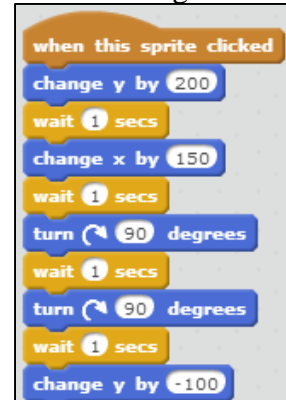 when this sprite clicked
change y by 200
wait 1 secs
change x by 150
wait 1 secs
turn ↻ 90 degrees
wait 1 secs
turn ↻ 90 degrees
wait 1 secs
change y by -100